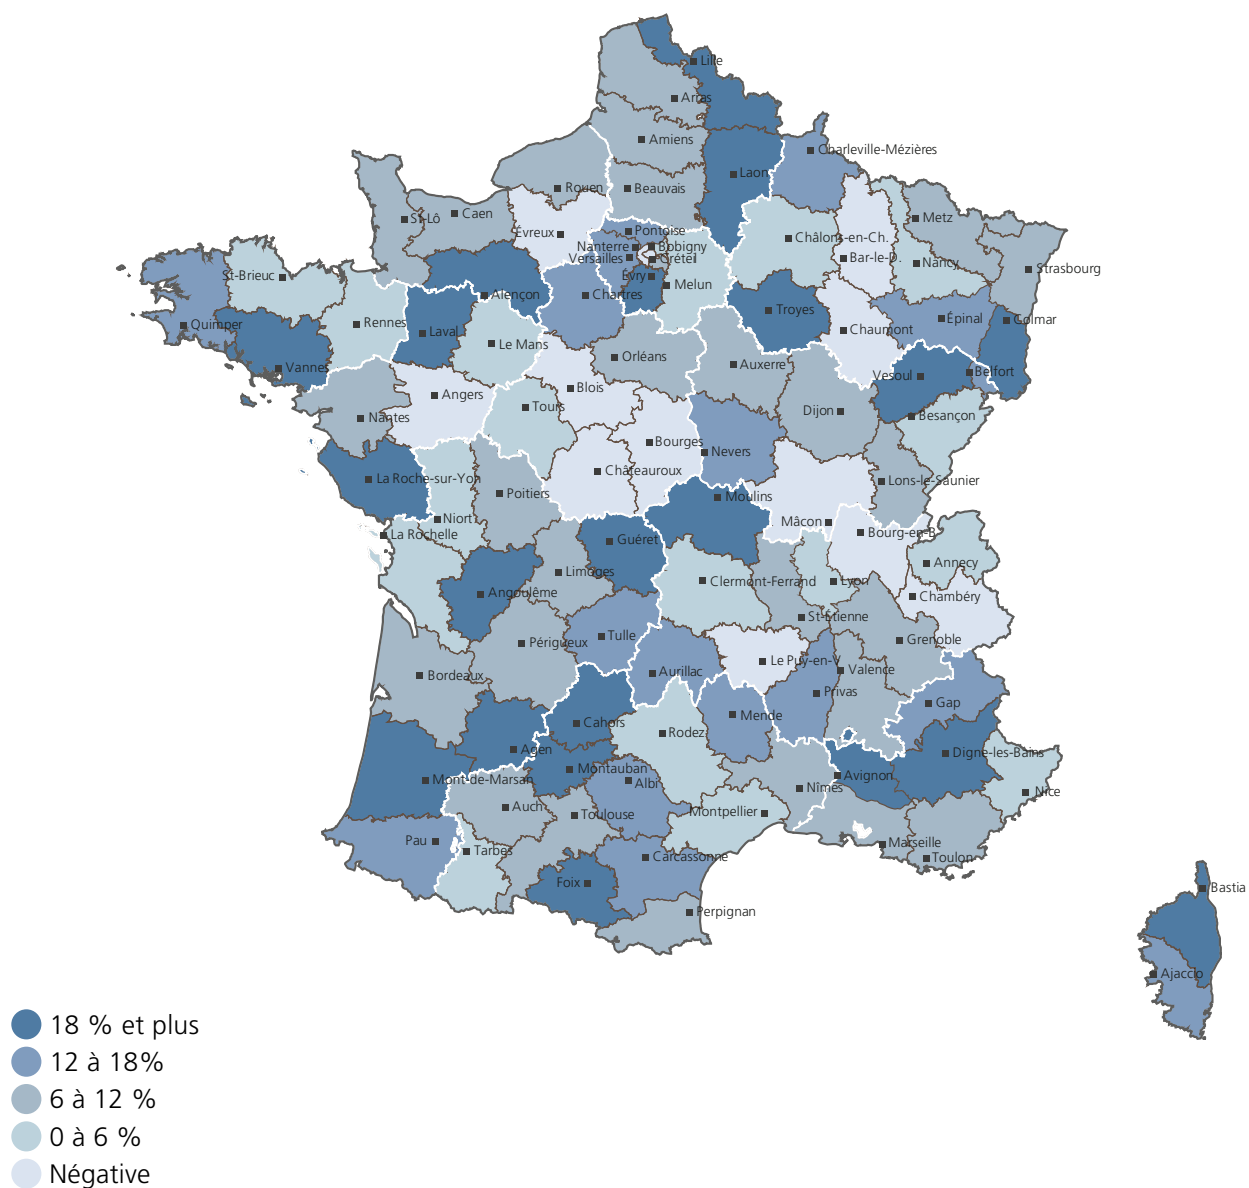 Lille
Arras
Amiens
Charleville-Mézières
Laon
Rouen
Beauvais
St-Lô
Caen
Metz
Évreux
Pontoise
Châlons-en-Ch.
Nanterre
Bobigny
Versailles
Créteil
Bar-le-D.
Nancy
Strasbourg
St-Brieuc
Évry
Melun
Alençon
Chartres
Troyes
Épinal
Colmar
Quimper
Rennes
Laval
Chaumont
Le Mans
Orléans
Vannes
Auxerre
Vesoul
Belfort
Blois
Angers
Tours
Dijon
Besançon
Nantes
Bourges
Nevers
Châteauroux
La Roche-sur-Yon
Lons-le-Saunier
Poitiers
Moulins
Niort
Mâcon
La Rochelle
Bourg-en-B.
Guéret
Annecy
Limoges
Clermont-Ferrand
Lyon
Angoulême
Chambéry
St-Étienne
Tulle
Périgueux
Grenoble
Le Puy-en-V.
Bordeaux
Aurillac
Valence
Privas
Gap
Mende
Cahors
Rodez
Agen
Digne-les-Bains
Montauban
Mont-de-Marsan
Avignon
Albi
Nîmes
Nice
Auch
Toulouse
Montpellier
Pau
Tarbes
Marseille
Carcassonne
Toulon
Foix
Bastia
Perpignan
Ajaccio
18 % et plus
12 à 18%
6 à 12 %
0 à 6 %
Négative